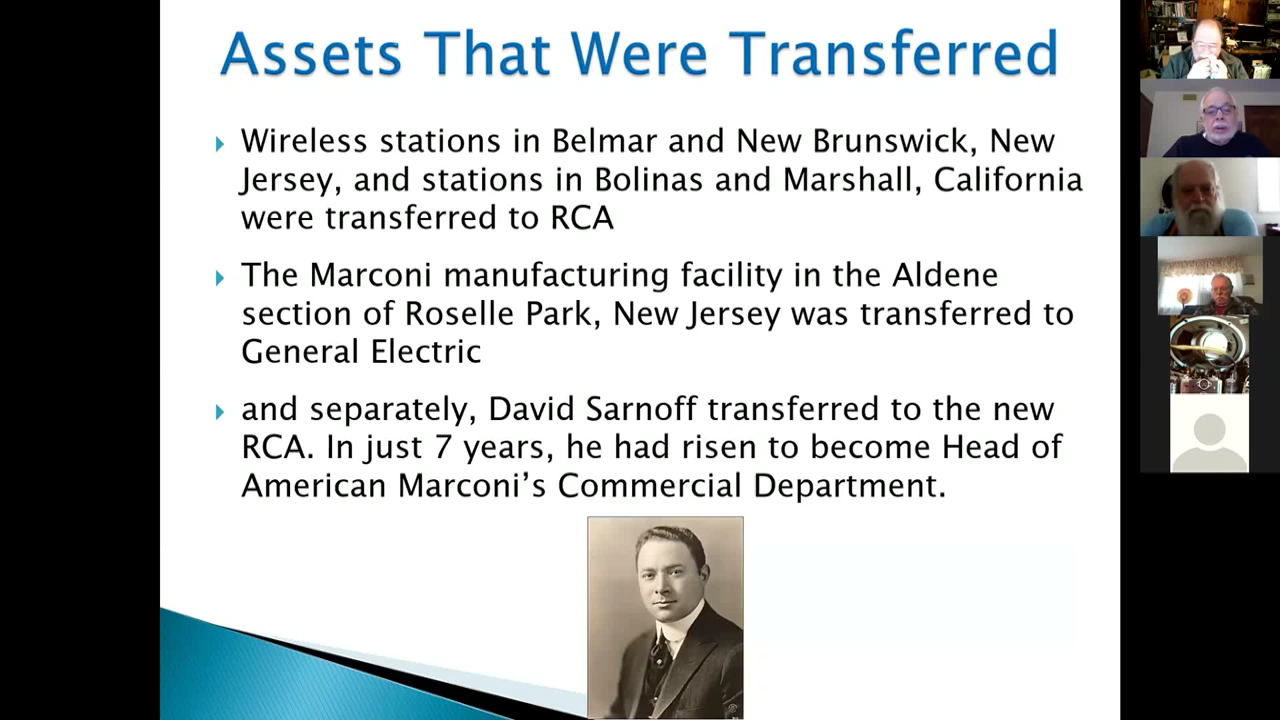 Assets That Were Transferred
Wireless stations in Belmar and New Brunswick, New
Jersey, and stations in Bolinas and Marshall, California
were transferred to RCA
The Marconi manufacturing facility in the Aldene
section of Roselle Park, New Jersey was transferred to
General Electric
and separately, David Sarnoff transferred to the new
RCA. In just 7 years, he had risen to become Head of
American Marconi’s Commercial Department.